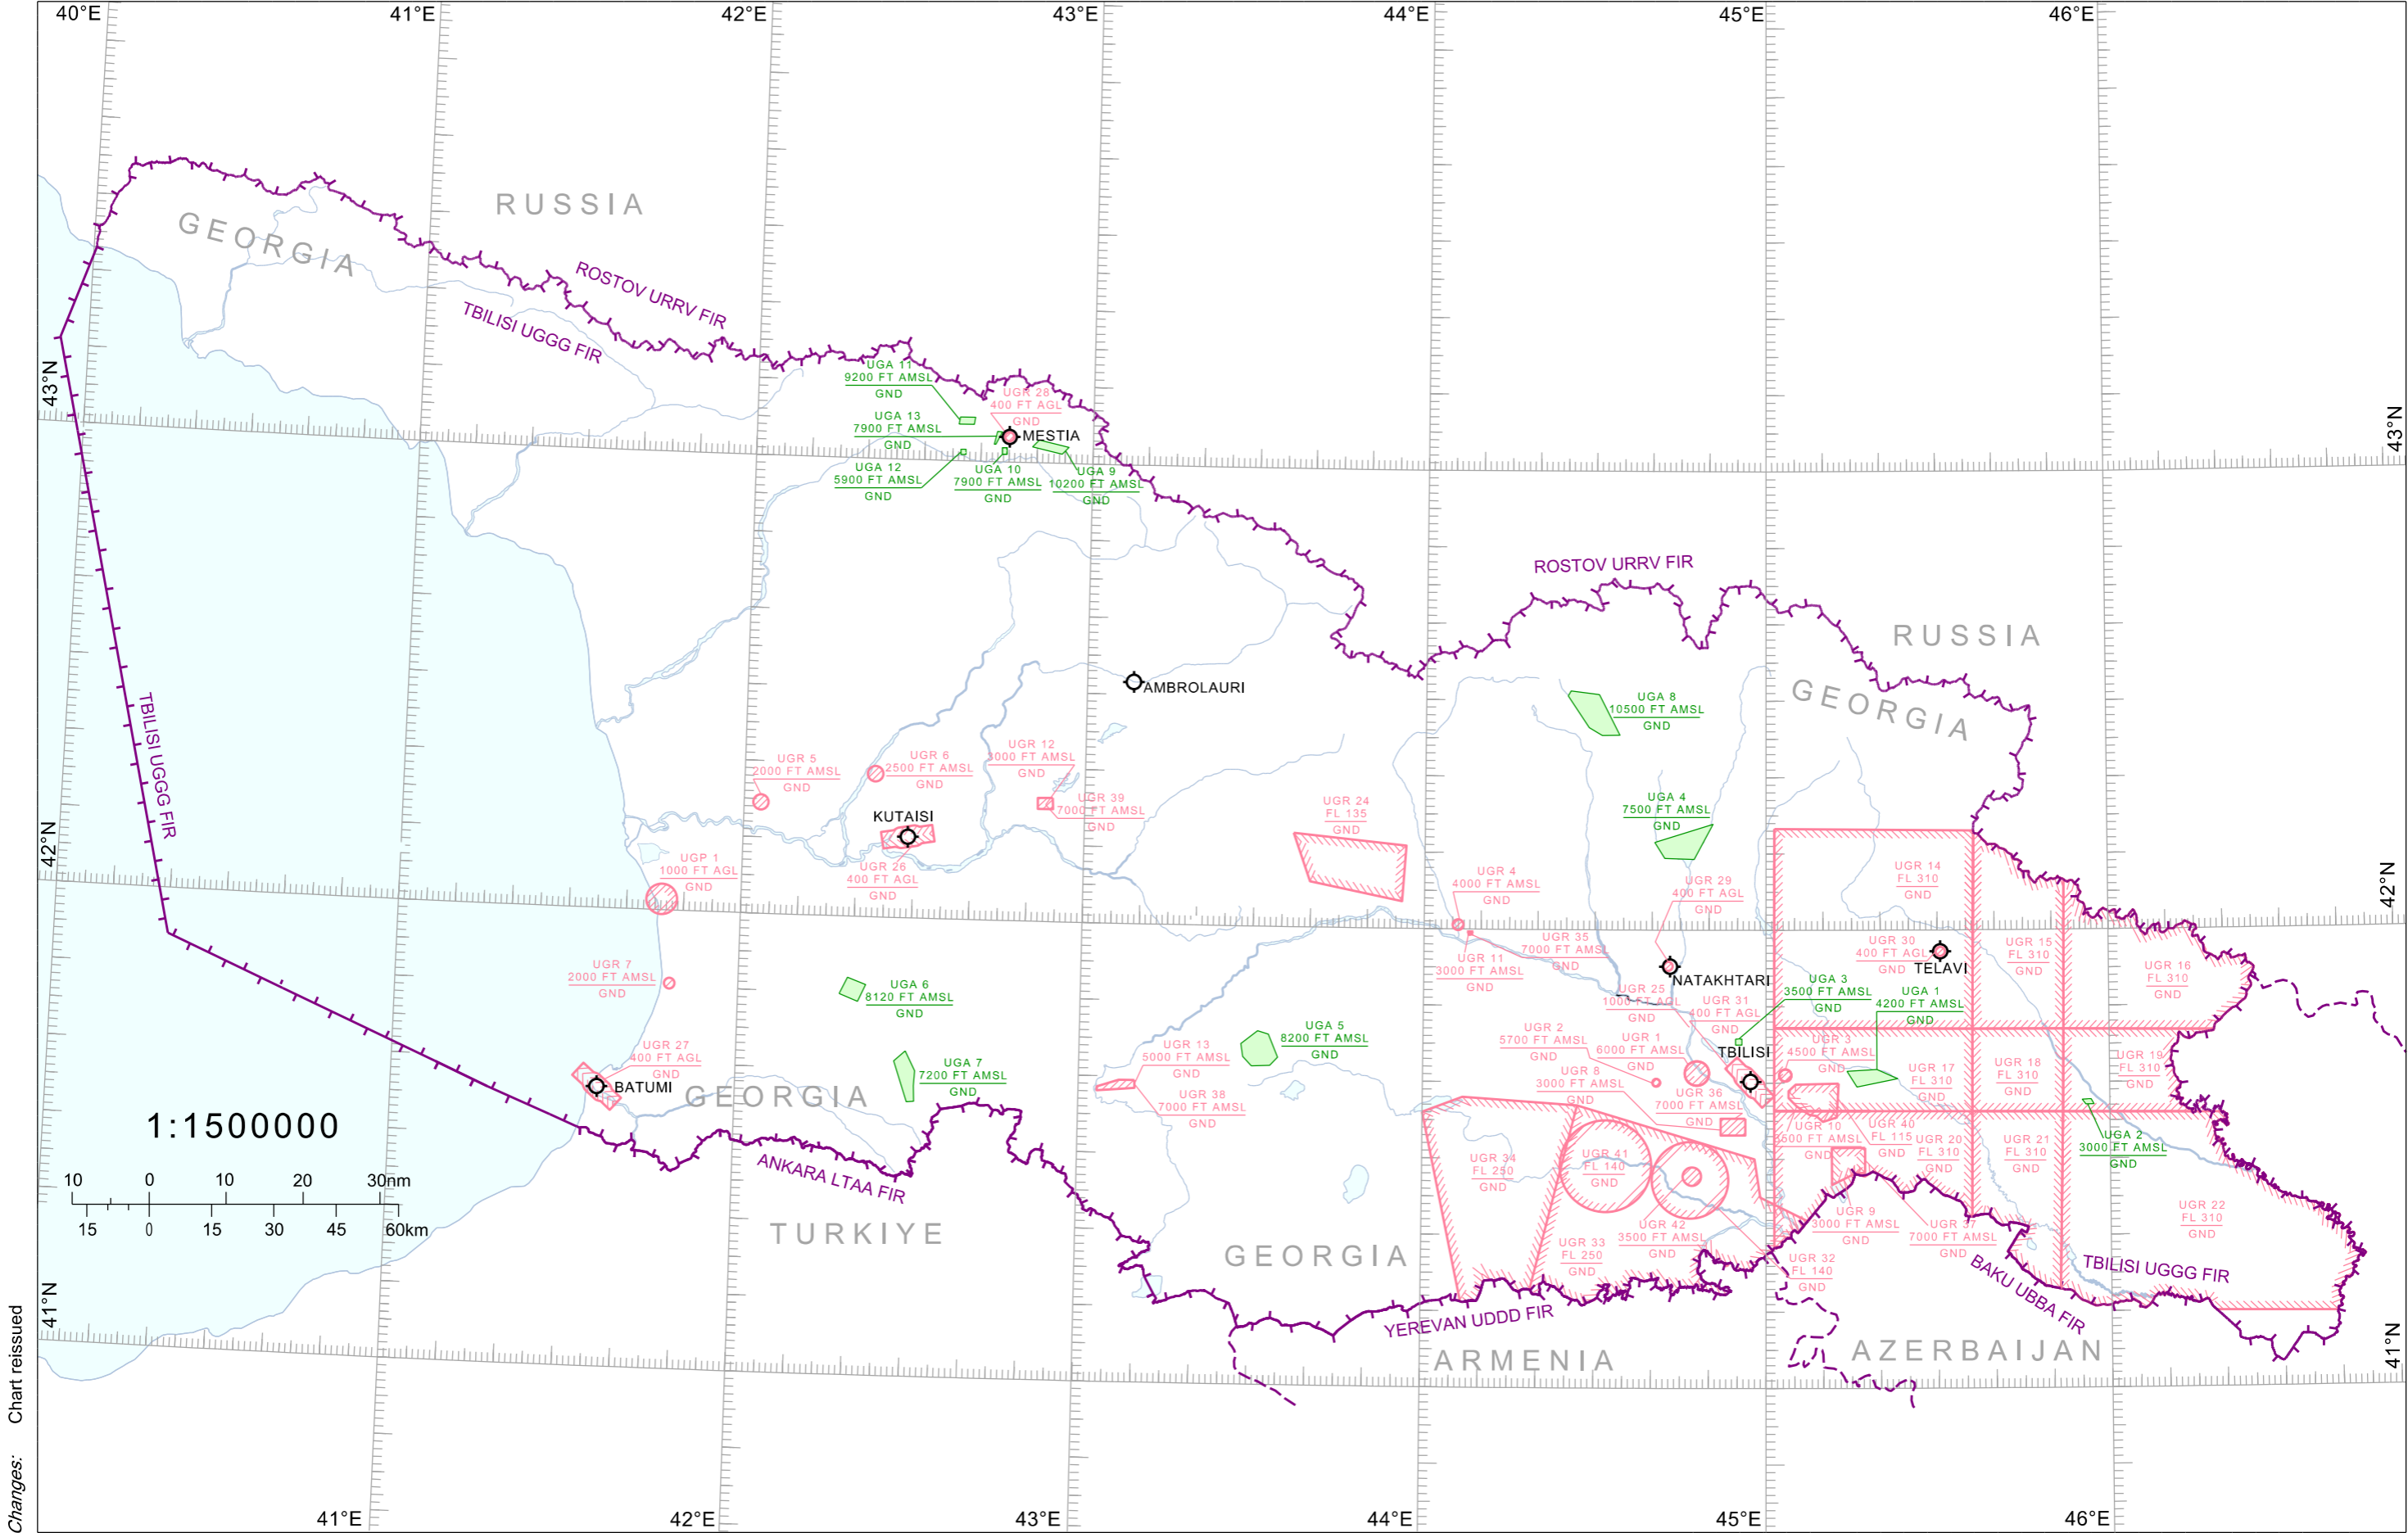 40°E
41°E
42°E
43°E
44°E
45°E
46°E
RUSSIA
GEORGIA
ROSTOV URRV FIR
TBILISI UGGG FIR
43°N
43°N
UGA 11
9200 FT AMSL
GND
UGR 28
400 FT AGL
GND
UGA 13
7900 FT AMSL
GND
MESTIA
UGA 12
5900 FT AMSL
GND
UGA 10
7900 FT AMSL
GND
UGA 9
10200 FT AMSL
GND
ROSTOV URRV FIR
RUSSIA
GEORGIA
AMBROLAURI
UGA 8
10500 FT AMSL
GND
TBILISI UGGG FIR
UGR 5
2000 FT AMSL
GND
UGR 6
2500 FT AMSL
GND
UGR 12
3000 FT AMSL
GND
UGR 39
7000 FT AMSL
GND
KUTAISI
UGR 26
400 FT AGL
GND
UGR 24
FL 135
GND
UGA 4
7500 FT AMSL
GND
42°N
42°N
UGP 1
1000 FT AGL
GND
UGR 4
4000 FT AMSL
GND
UGR 29
400 FT AGL
GND
UGR 14
FL 310
GND
UGR 7
2000 FT AMSL
GND
UGA 6
8120 FT AMSL
GND
UGR 11
3000 FT AMSL
GND
UGR 35
7000 FT AMSL
GND
NATAKHTARI
UGR 30
400 FT AGL
GND
TELAVI
UGR 15
FL 310
GND
UGR 16
FL 310
GND
UGR 25
1000 FT AGL
GND
UGR 31
400 FT AGL
GND
UGA 3
3500 FT AMSL
GND
UGA 1
4200 FT AMSL
GND
UGR 27
400 FT AGL
GND
BATUMI
UGA 7
7200 FT AMSL
GND
GEORGIA
UGR 13
5000 FT AMSL
GND
UGR 38
7000 FT AMSL
GND
UGA 5
8200 FT AMSL
GND
UGR 2
5700 FT AMSL
GND
UGR 1
6000 FT AMSL
GND
UGR 8
3000 FT AMSL
GND
UGR 36
7000 FT AMSL
GND
TBILISI
UGR 3
4500 FT AMSL
GND
UGR 17
FL 310
GND
UGR 18
FL 310
GND
UGR 19
FL 310
GND
1:1500000
10 0 10 20 30nm
15 0 15 30 45 60km
ANKARA LTAA FIR
TURKIYE
UGR 34
FL 250
GND
UGR 41
FL 140
GND
UGR 10
GND
UGR 40
FL 115
GND
UGR 20
FL 310
GND
UGR 21
FL 310
GND
UGA 2
3000 FT AMSL
GND
UGR 22
FL 310
GND
GEORGIA
UGR 33
FL 250
GND
UGR 42
3500 FT AMSL
GND
UGR 9
3000 FT AMSL
GND
UGR 37
7000 FT AMSL
GND
UGR 32
FL 140
GND
BAKU UBBA FIR
TBILISI UGGG FIR
YEREVAN UDDD FIR
ARMENIA
AZERBAIJAN
41°N
41°N
41°E
42°E
43°E
44°E
45°E
46°E
Changes: Chart reissued